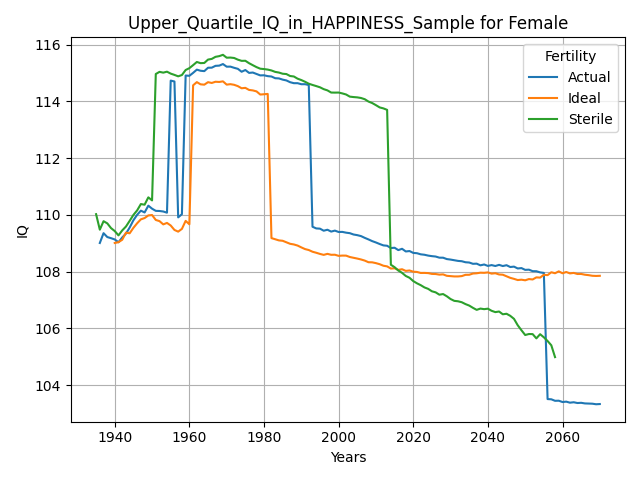 Upper_Quartile_IQ_in_HAPPINESS_Sample for Female
116
114
112
110
108
106
104
IQ
Fertility
Actual
Ideal
Sterile
1940
1960
1980
2000
2020
2040
2060
Years